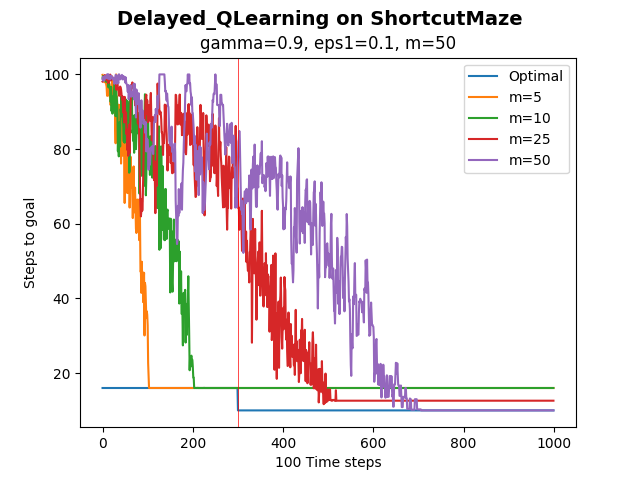 Delayed_QLearning on ShortcutMaze
gamma=0.9, eps1=0.1, m=50
Steps to goal
100
80
60
40
20
Optimal
m=5
m=10
m=25
m=50
0
200
400
600
800
1000
100 Time steps